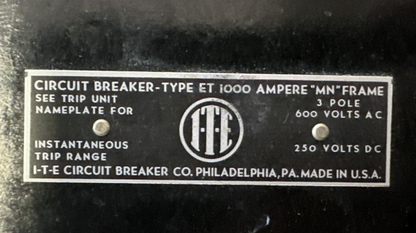 CIRCUIT BREAKER-TYPE ET 1000 AMPERE "MN" FRAME
SEE TRIP UNIT
NAMEPLATE FOR
3 POLE
600 VOLTS AC
I-T-E
INSTANTANEOUS
TRIP RANGE
250 VOLTS DC
I-T-E CIRCUIT BREAKER CO. PHILADELPHIA, PA. MADE IN U.S.A.